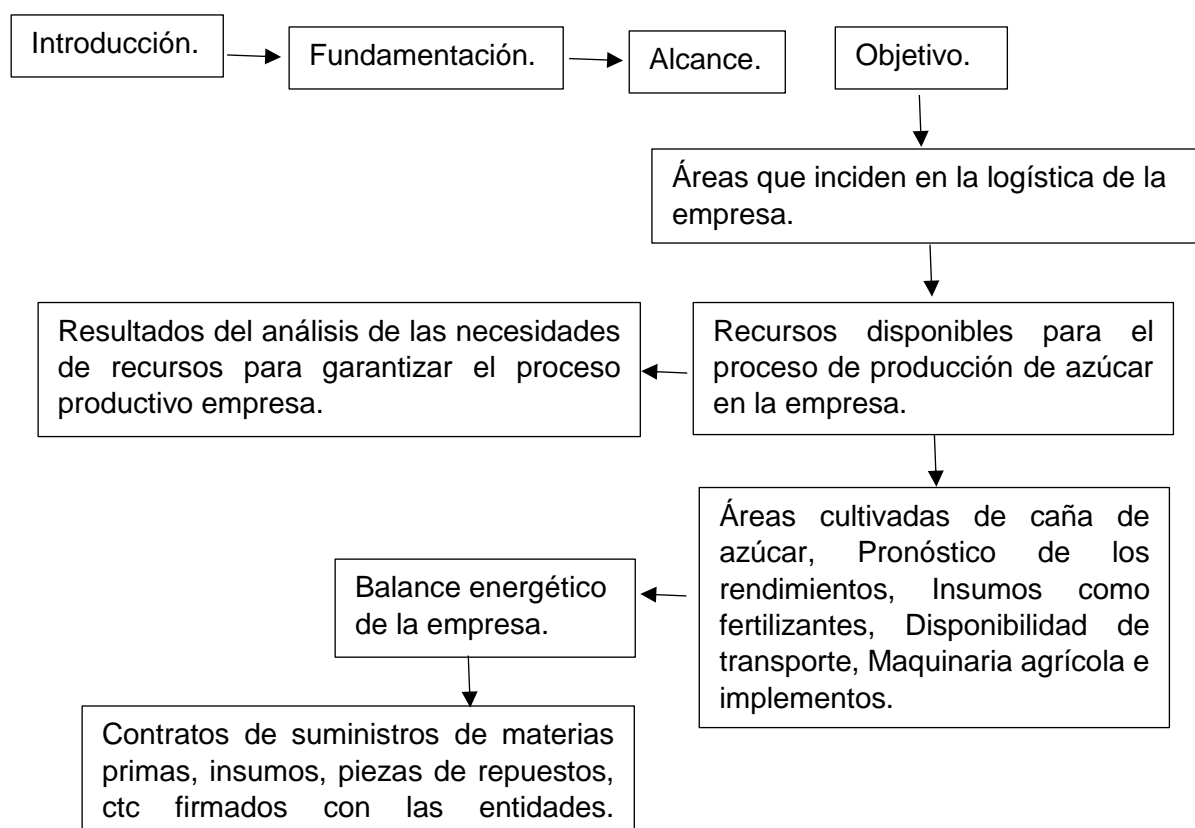 Introducción.
Fundamentación.
Alcance.
Objetivo.
Áreas que inciden en la logística de la
empresa.
Resultados del análisis de las necesidades
de recursos para garantizar el proceso
productivo empresa.
Recursos disponibles para el
proceso de producción de azúcar
en la empresa.
Áreas cultivadas de caña de
azúcar, Pronóstico de los
rendimientos, Insumos como
fertilizantes, Disponibilidad de
transporte, Maquinaria agrícola e
implementos.
Balance energético
de la empresa.
Contratos de suministros de materias
primas, insumos, piezas de repuestos,
ctc firmados con las entidades.